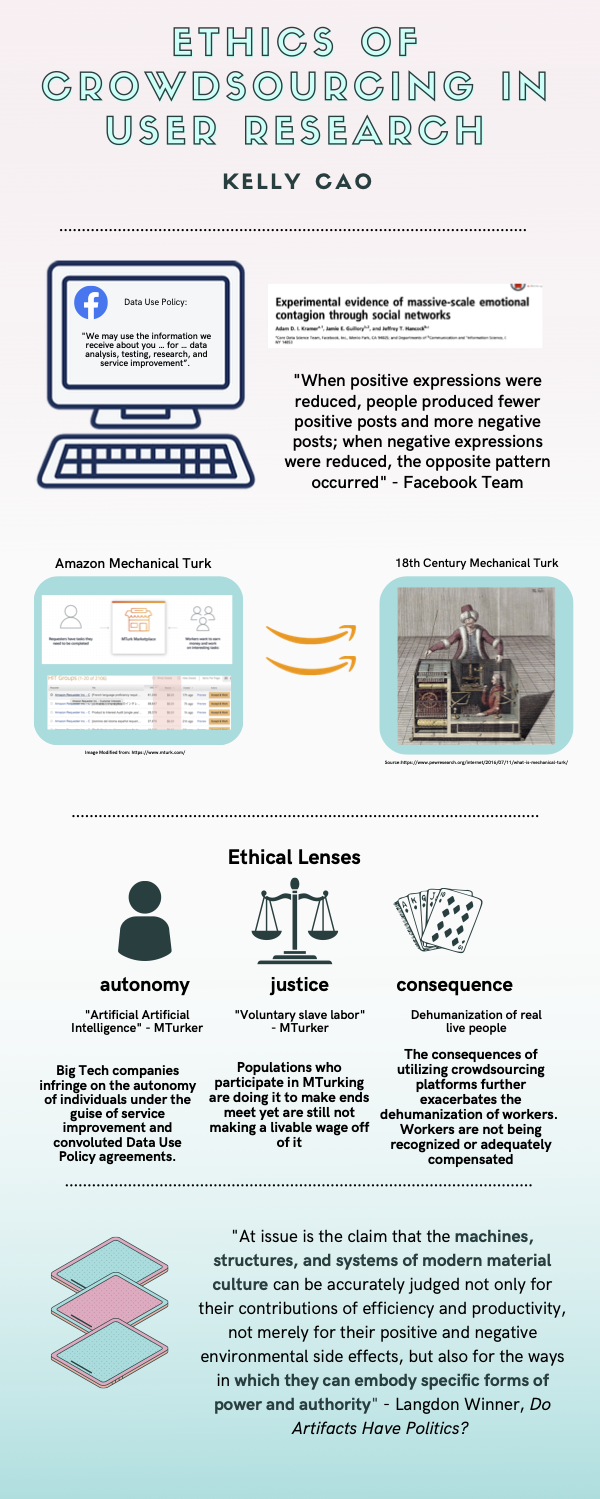 ETHICS OF
CROWDSOURCING IN
USER RESEARCH
KELLY CAO
Data Use Policy:
"We may use the information we
receive about you ... for ... data
analysis, testing, research, and
service improvement".
Experimental evidence of massive-scale emotional
contagion through social networks
Adam D. I. Kramer, Jamie E. Guillory, and Jeffrey T. Hancock
"When positive expressions were
reduced, people produced fewer
positive posts and more negative
posts; when negative expressions
were reduced, the opposite pattern
occurred" - Facebook Team
Amazon Mechanical Turk
Requesters have tasks they
need to be completed
MTurk Marketplace
Workers want to earn
money and work
on interesting tasks
HIT Groups
Image Modified from: https://www.mturk.com/
18th Century Mechanical Turk
Source:https://www.pewresearch.org/internet/2016/07/11/what-is-mechanical-turk/
Ethical Lenses
autonomy
"Artificial Artificial
Intelligence" - MTurker
Big Tech companies
infringe on the autonomy
of individuals under the
guise of service
improvement and
convoluted Data Use
Policy agreements.
justice
"Voluntary slave labor"
- MTurker
Populations who
participate in MTurking
are doing it to make ends
meet yet are still not
making a livable wage off
of it
consequence
Dehumanization of real
live people
The consequences of
utilizing crowdsourcing
platforms further
exacerbates the
dehumanization of workers.
Workers are not being
recognized or adequately
compensated
"At issue is the claim that the machines,
structures, and systems of modern material
culture can be accurately judged not only for
their contributions of efficiency and productivity,
not merely for their positive and negative
environmental side effects, but also for the ways
in which they can embody specific forms of
power and authority" - Langdon Winner, Do
Artifacts Have Politics?